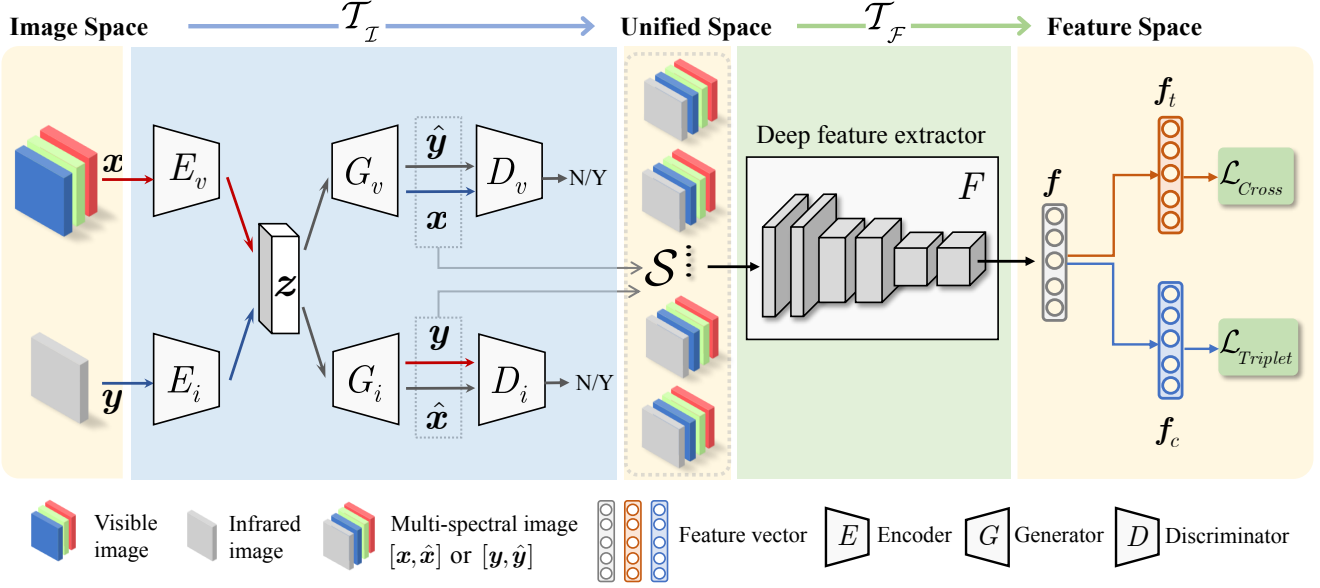 Image Space
𝒯_ℐ
Unified Space
𝒯_ℱ
Feature Space
x
E_v
G_v
ŷ
x
D_v
N/Y
z
y
E_i
G_i
y
x̂
D_i
N/Y
𝒮
Deep feature extractor
F
f
f_t
ℒ_Cross
ℒ_Triplet
f_c
Visible
image
Infrared
image
Multi-spectral image
[x, x̂] or [y, ŷ]
Feature vector
E
Encoder
G
Generator
D
Discriminator